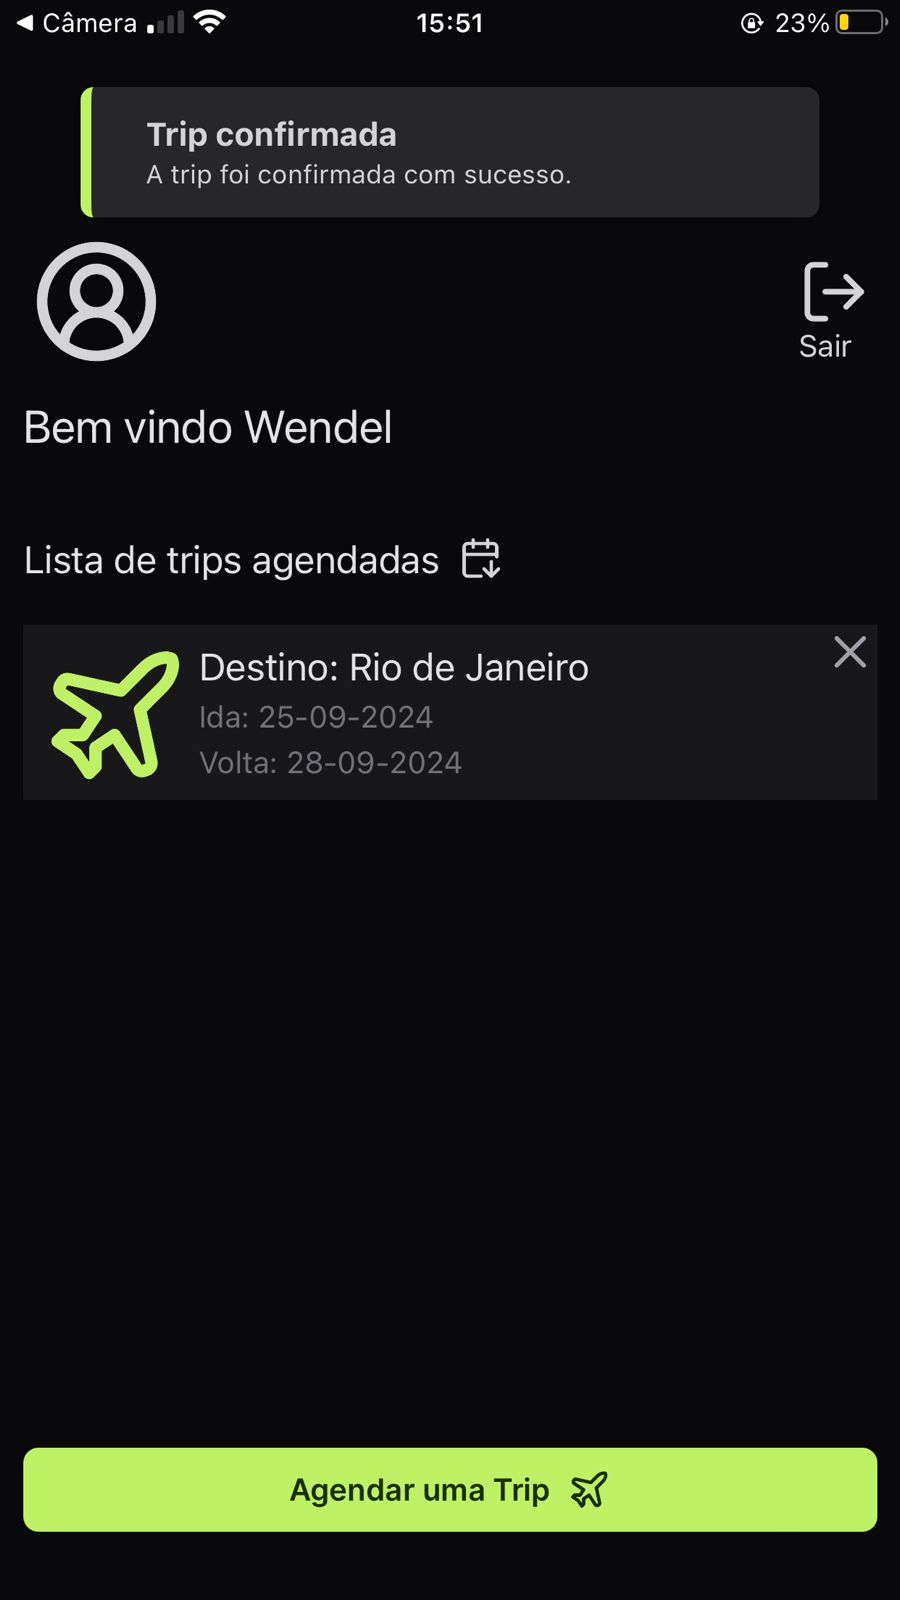 Câmera 15:51 23%
Trip confirmada
A trip foi confirmada com sucesso.
Sair
Bem vindo Wendel
Lista de trips agendadas
Destino: Rio de Janeiro
Ida: 25-09-2024
Volta: 28-09-2024
Agendar uma Trip